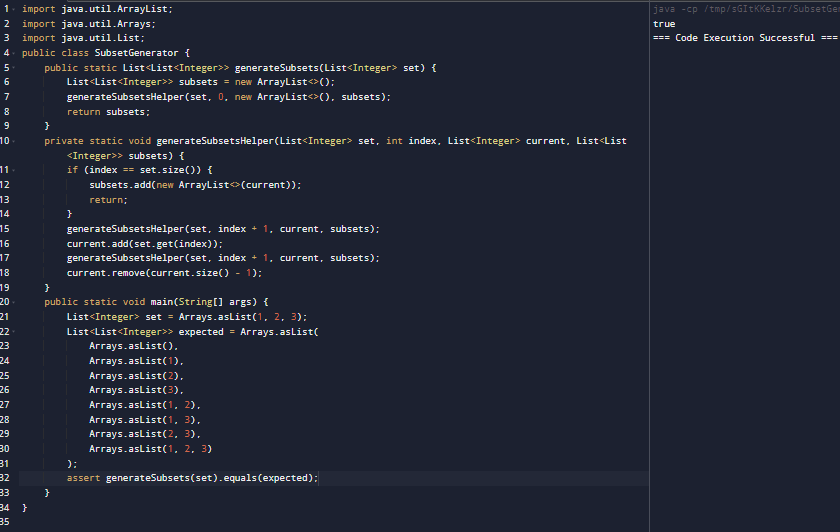 1 import java.util.ArrayList;
2 import java.util.Arrays;
3 import java.util.List;
4 public class SubsetGenerator {
5 public static List<List<Integer>> generateSubsets(List<Integer> set) {
6 List<List<Integer>> subsets = new ArrayList<>();
7 generateSubsetsHelper(set, 0, new ArrayList<>(), subsets);
8 return subsets;
9 }
10 private static void generateSubsetsHelper(List<Integer> set, int index, List<Integer> current, List<List
<Integer>> subsets) {
11 if (index == set.size()) {
12 subsets.add(new ArrayList<>(current));
13 return;
14 }
15 generateSubsetsHelper(set, index + 1, current, subsets);
16 current.add(set.get(index));
17 generateSubsetsHelper(set, index + 1, current, subsets);
18 current.remove(current.size() - 1);
19 }
20 public static void main(String[] args) {
21 List<Integer> set = Arrays.asList(1, 2, 3);
22 List<List<Integer>> expected = Arrays.asList(
23 Arrays.asList(),
24 Arrays.asList(1),
25 Arrays.asList(2),
26 Arrays.asList(3),
27 Arrays.asList(1, 2),
28 Arrays.asList(1, 3),
29 Arrays.asList(2, 3),
30 Arrays.asList(1, 2, 3)
31 );
32 assert generateSubsets(set).equals(expected);
33 }
34 }
35
java -cp
true
=== Code Execution Successful ===